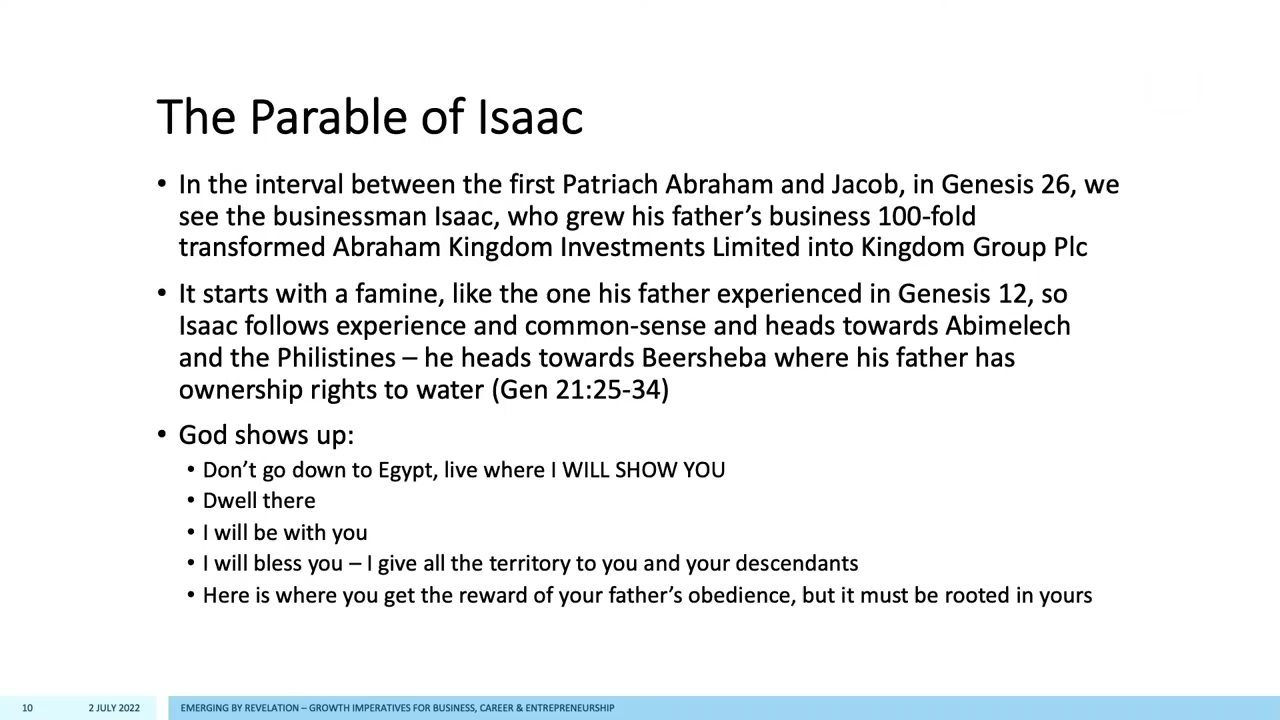 The Parable of Isaac
• In the interval between the first Patriach Abraham and Jacob, in Genesis 26, we
see the businessman Isaac, who grew his father’s business 100-fold
transformed Abraham Kingdom Investments Limited into Kingdom Group Plc
• It starts with a famine, like the one his father experienced in Genesis 12, so
Isaac follows experience and common-sense and heads towards Abimelech
and the Philistines – he heads towards Beersheba where his father has
ownership rights to water (Gen 21:25-34)
• God shows up:
• Don’t go down to Egypt, live where I WILL SHOW YOU
• Dwell there
• I will be with you
• I will bless you – I give all the territory to you and your descendants
• Here is where you get the reward of your father’s obedience, but it must be rooted in yours
10 2 JULY 2022 EMERGING BY REVELATION – GROWTH IMPERATIVES FOR BUSINESS, CAREER & ENTREPRENEURSHIP